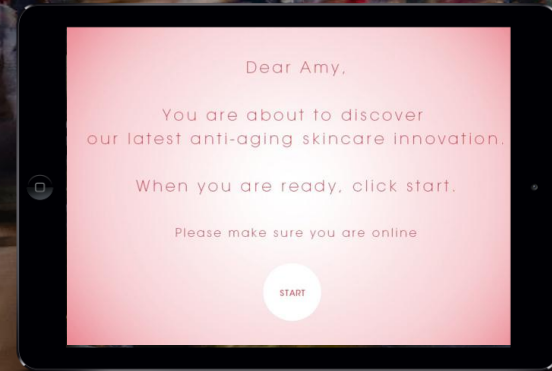 Dear Amy,
You are about to discover
our latest anti-aging skincare innovation.
When you are ready, click start.
Please make sure you are online
START